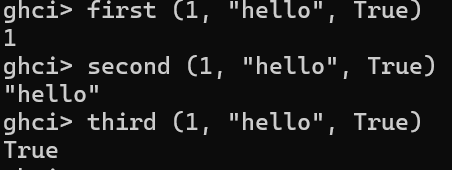 ghci> first (1, "hello", True)
1
ghci> second (1, "hello", True)
"hello"
ghci> third (1, "hello", True)
True